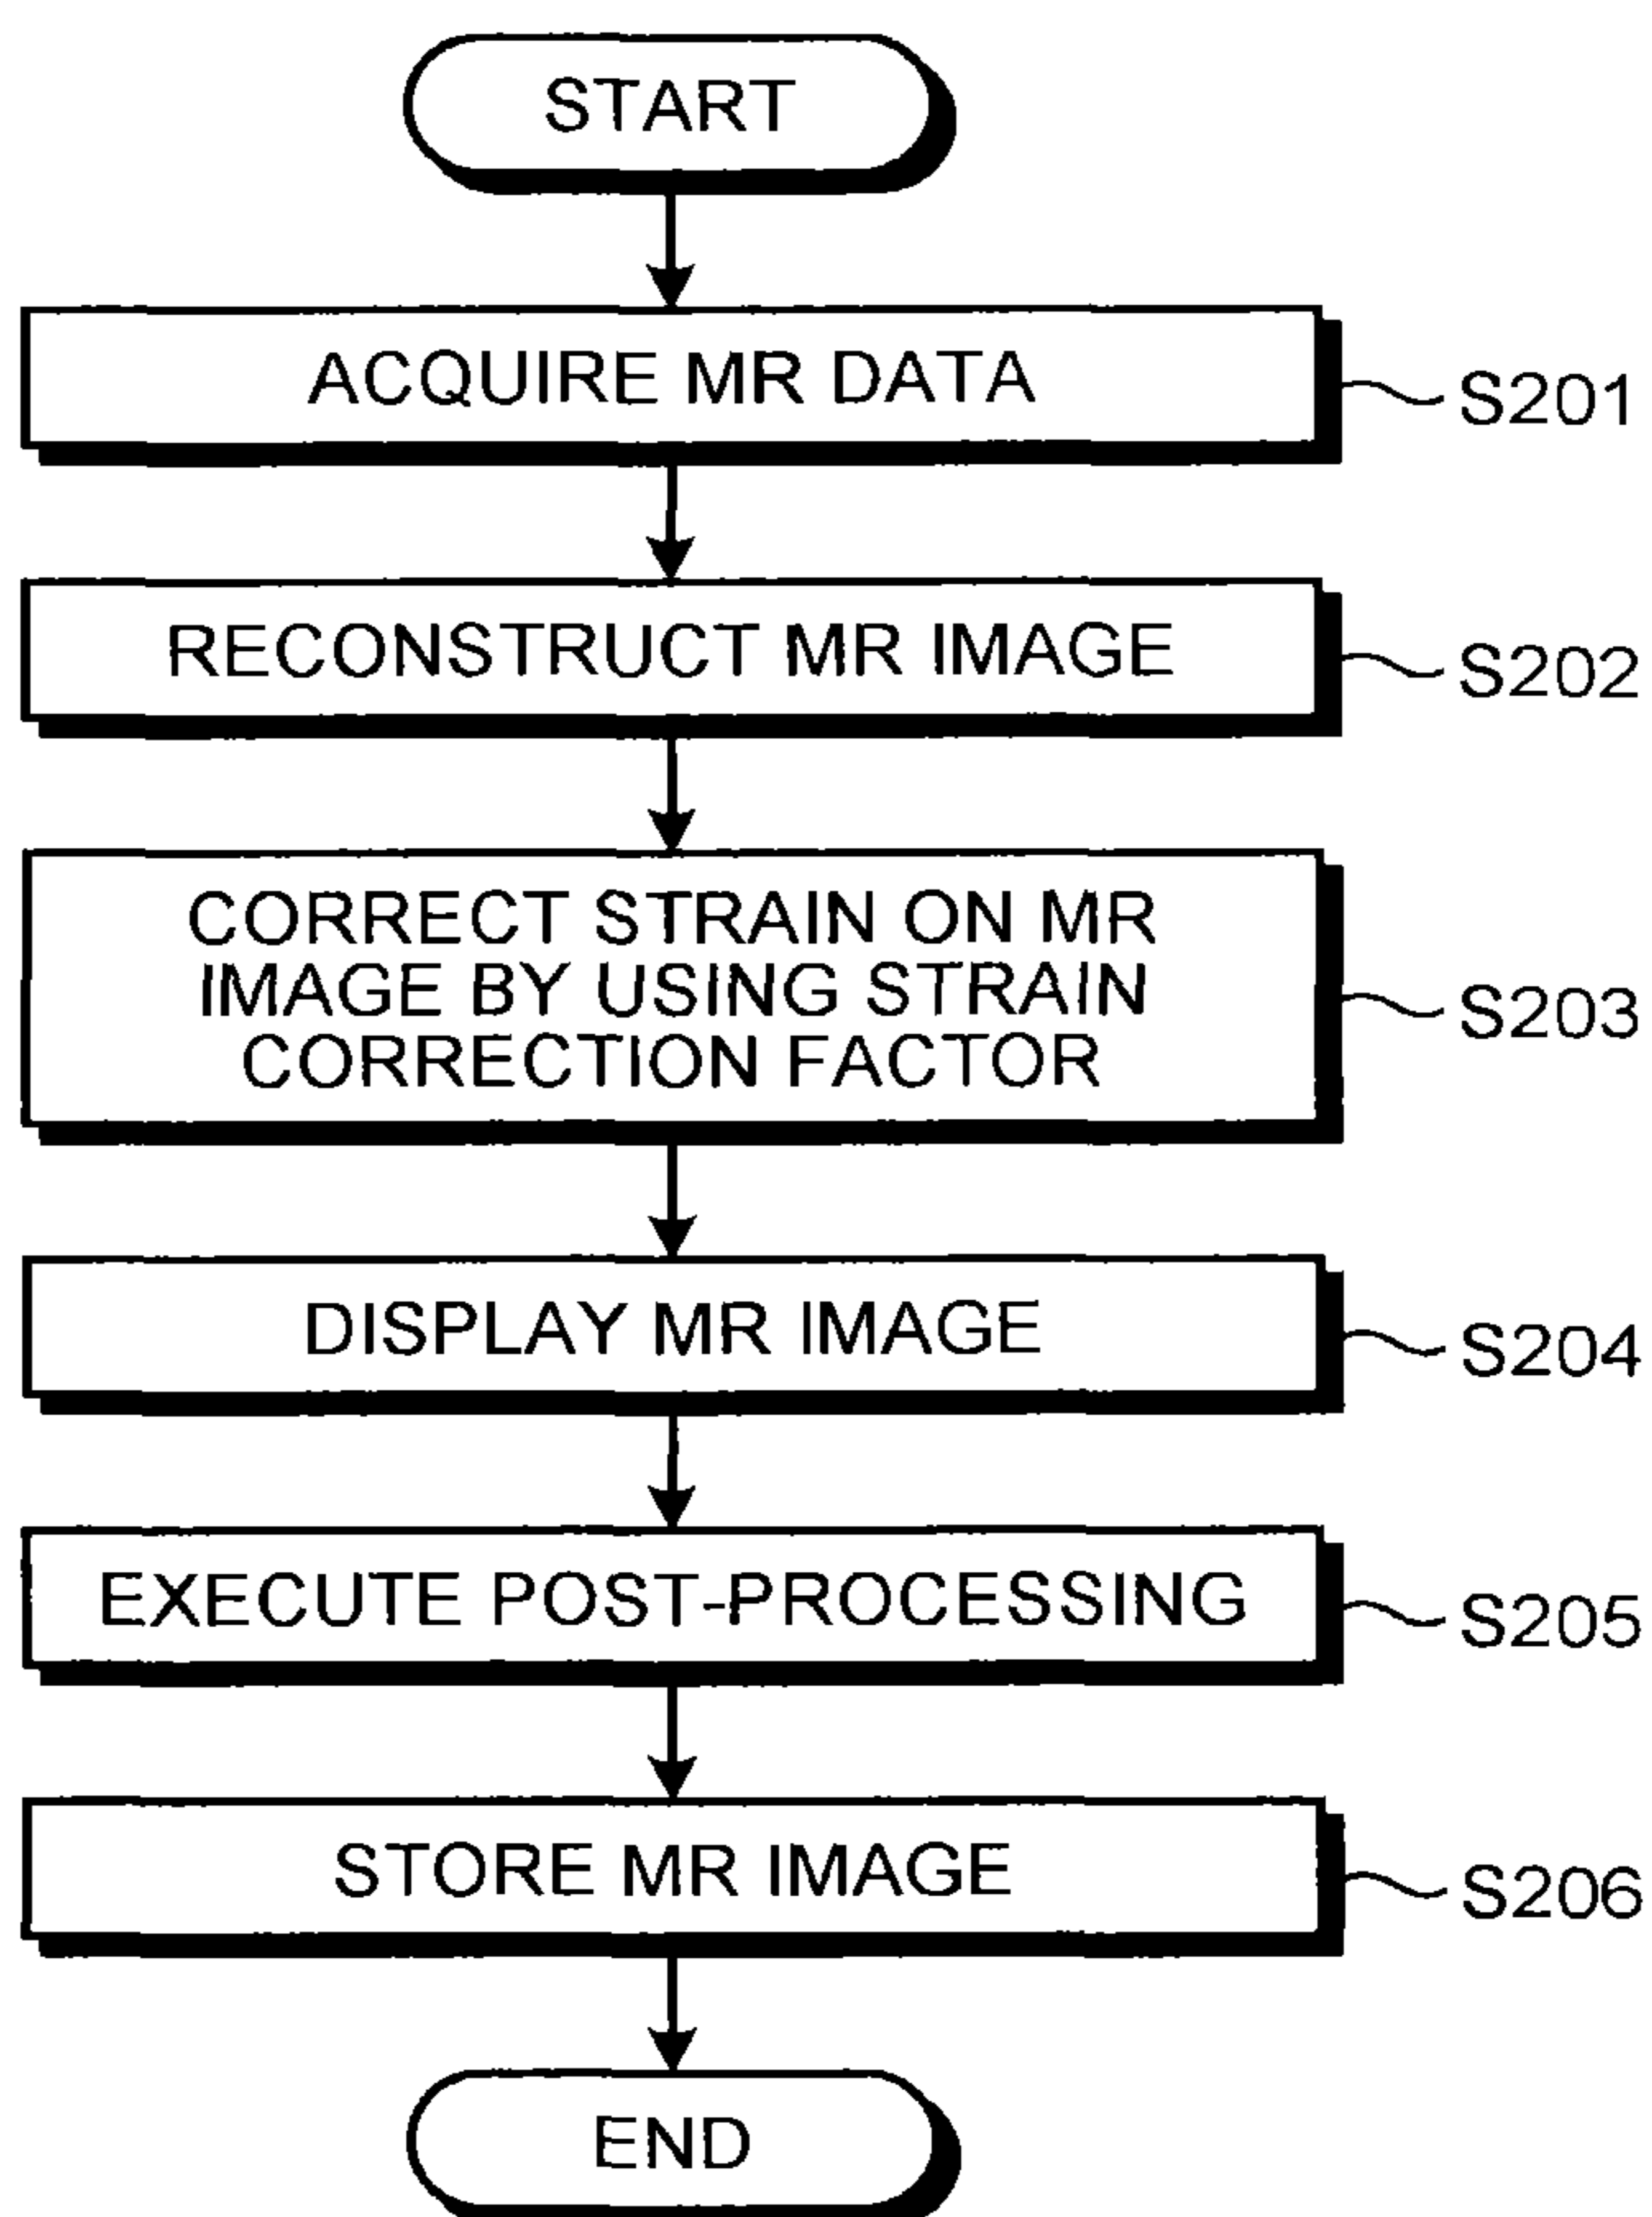 START
ACQUIRE MR DATA
S201
RECONSTRUCT MR IMAGE
S202
CORRECT STRAIN ON MR
IMAGE BY USING STRAIN
CORRECTION FACTOR
S203
DISPLAY MR IMAGE
S204
EXECUTE POST-PROCESSING
S205
STORE MR IMAGE
S206
END